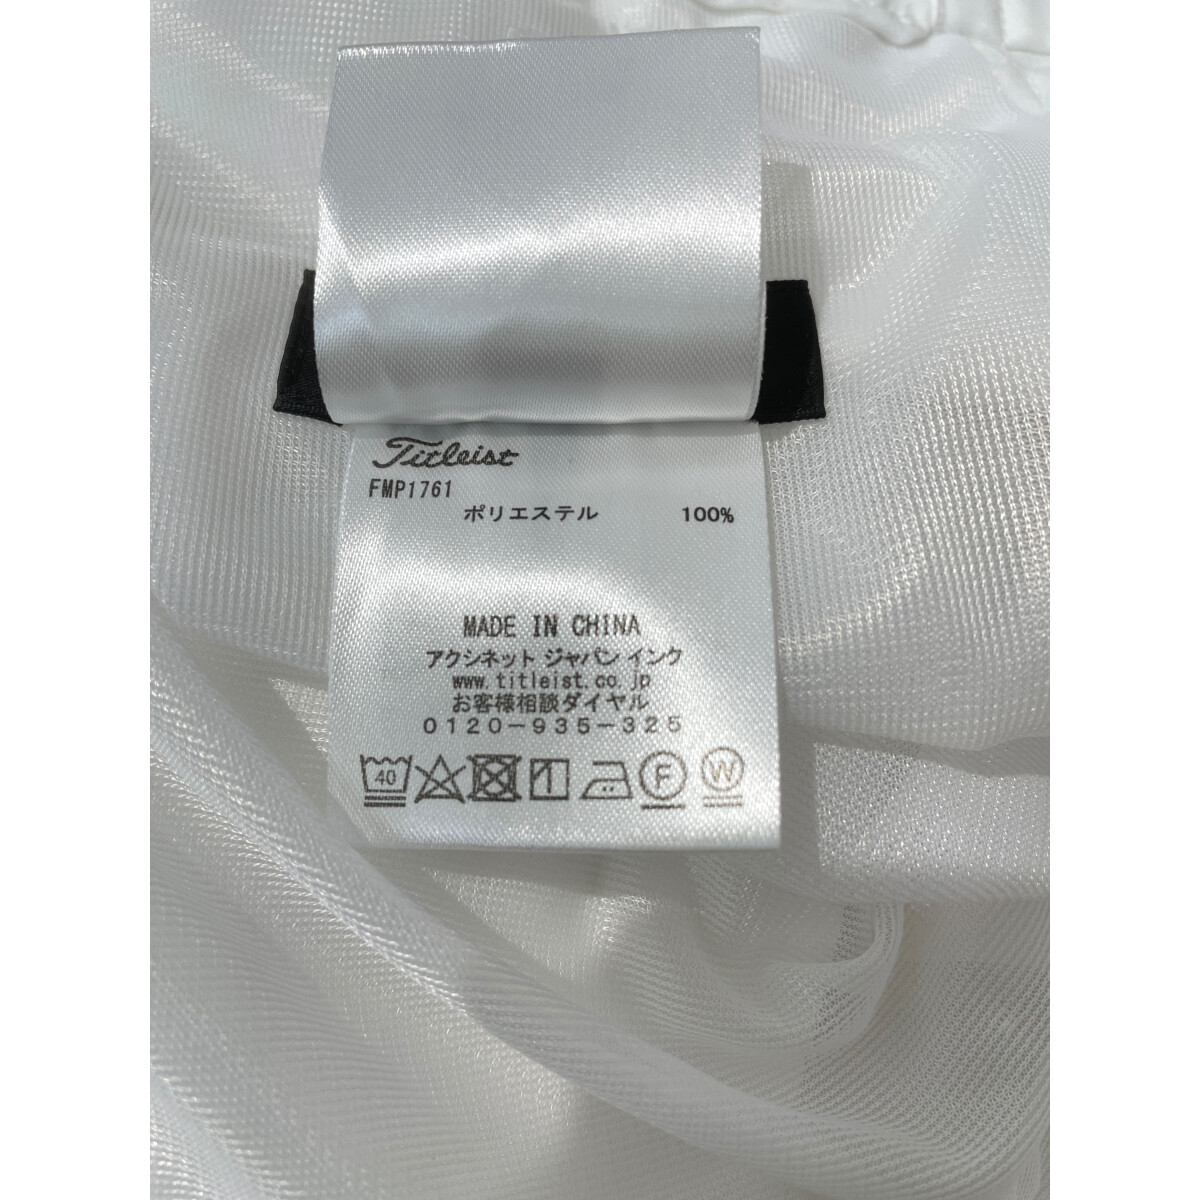 Titleist
FMP1761
ポリエステル 100%
MADE IN CHINA
アクシネット ジャパン インク
www.titleist.co.jp
お客様相談ダイヤル
0120-935-325
40 F W